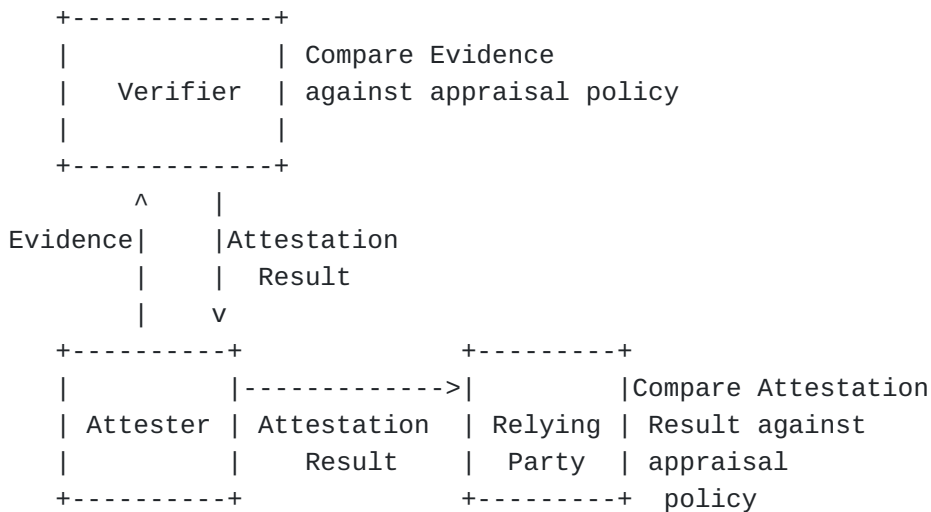 +-------------+
|             | Compare Evidence
|   Verifier  | against appraisal policy
|             |
+-------------+
     ^    |
Evidence|    |Attestation
     |    |  Result
     |    v
+----------+              +---------+
|          |------------->|         |Compare Attestation
| Attester | Attestation  | Relying | Result against
|          |    Result    |  Party  | appraisal
+----------+              +---------+  policy